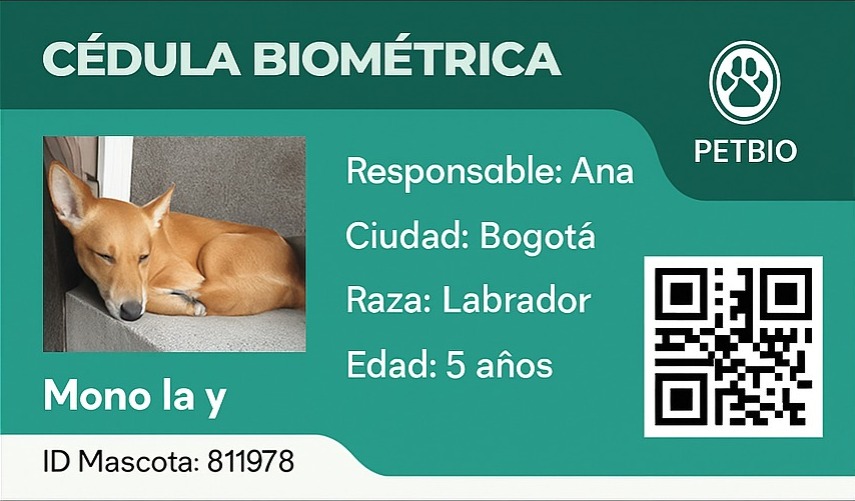 CÉDULA BIOMÉTRICA
PETBIO
Responsable: Ana
Ciudad: Bogotá
Raza: Labrador
Edad: 5 años
Mono la y
ID Mascota: 811978